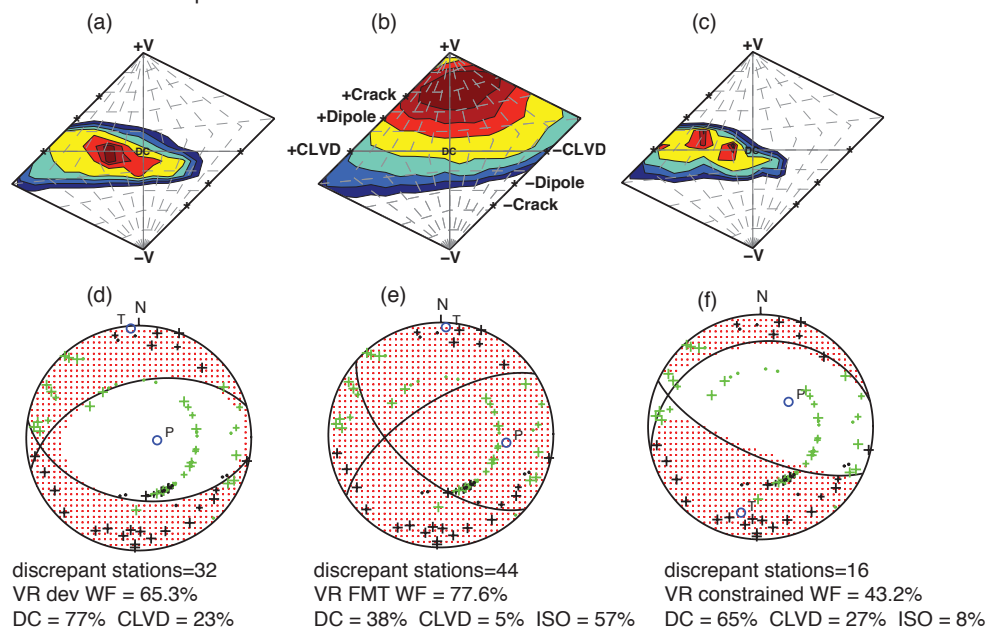 (a)
(b)
(c)
+V
+V
+V
+Crack
+Dipole
+CLVD
DC
DC
DC
−CLVD
−Dipole
−Crack
−V
−V
−V
(d)
(e)
(f)
T N
N
T
N
P
P
P
T
discrepant stations=32
VR dev WF = 65.3%
DC = 77% CLVD = 23%
discrepant stations=44
VR FMT WF = 77.6%
DC = 38% CLVD = 5% ISO = 57%
discrepant stations=16
VR constrained WF = 43.2%
DC = 65% CLVD = 27% ISO = 8%